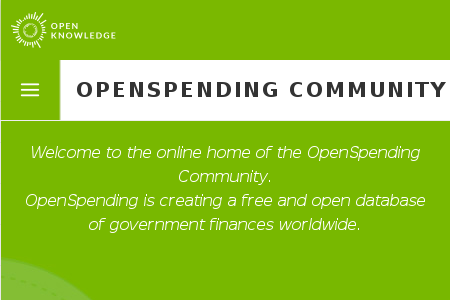 OPEN
KNOWLEDGE
OPENSPENDING COMMUNITY
Welcome to the online home of the OpenSpending
Community.
OpenSpending is creating a free and open database
of government finances worldwide.